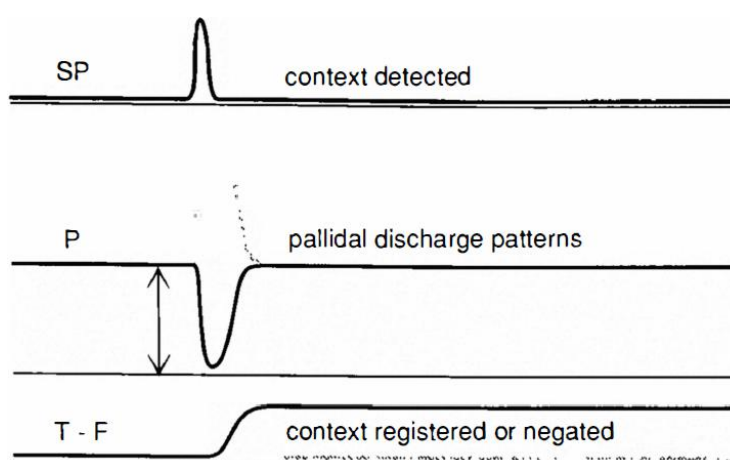 SP context detected
P pallidal discharge patterns
T - F context registered or negated